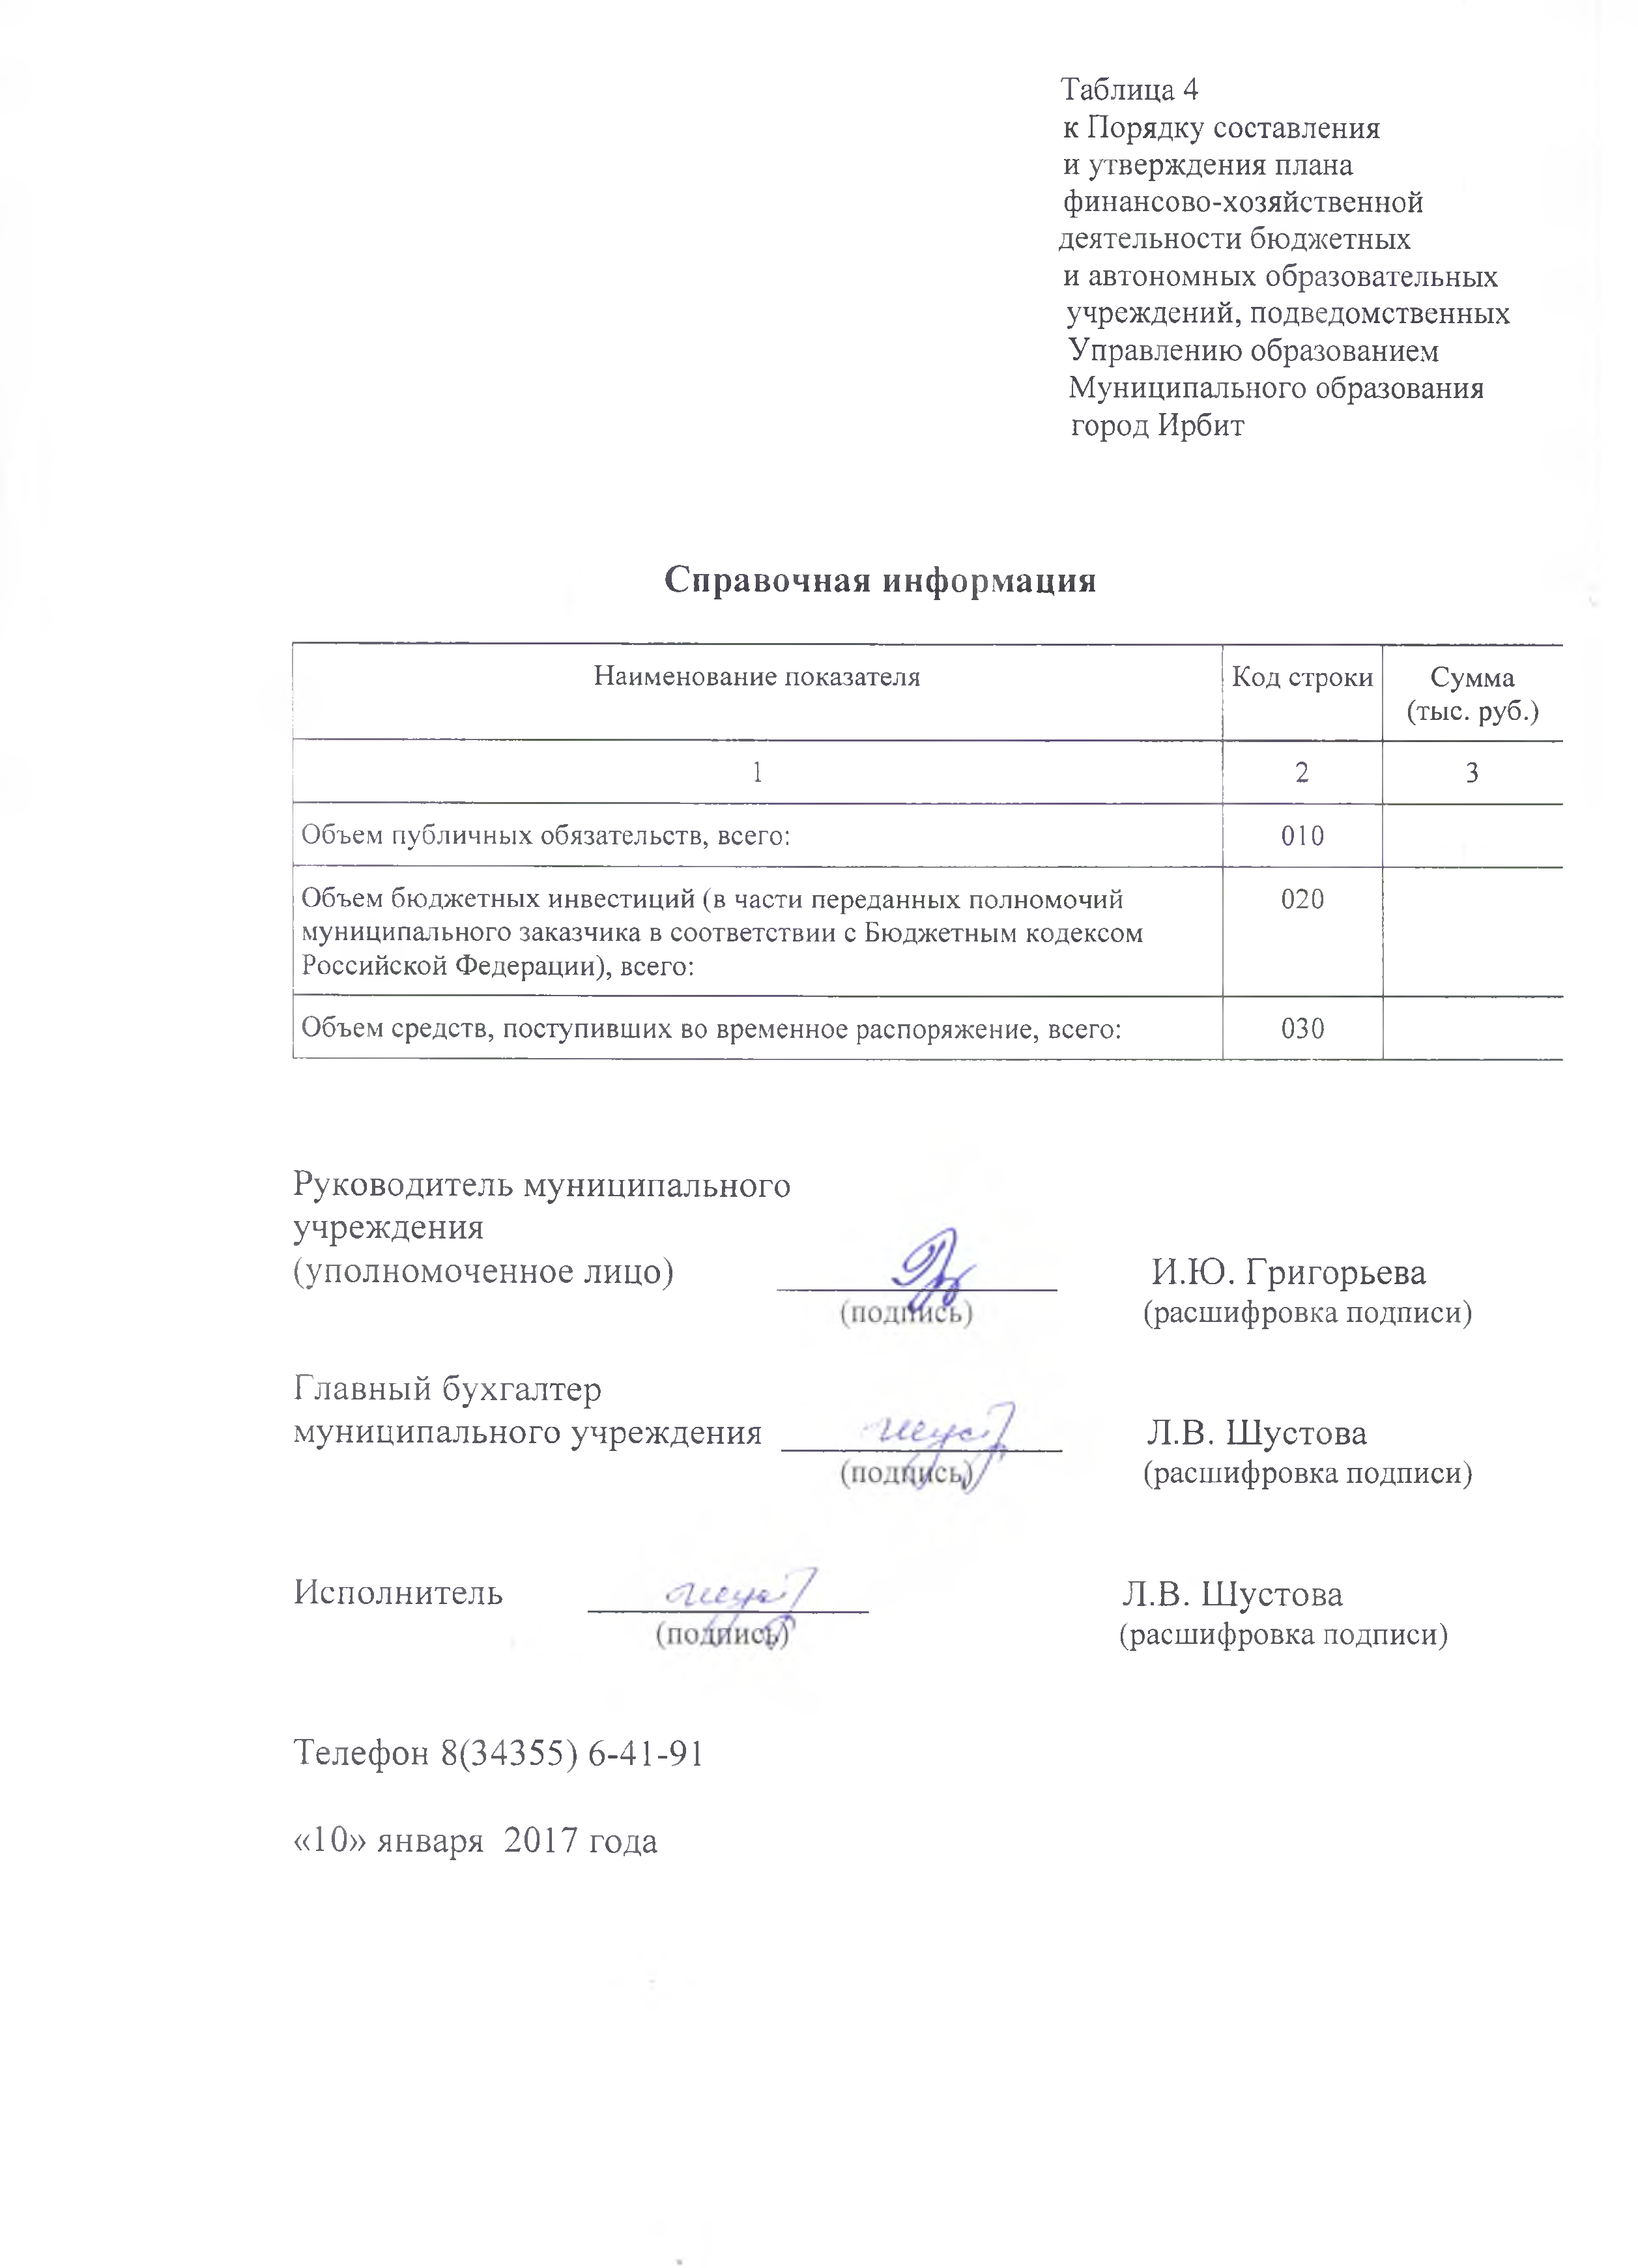 Таблица 4
к Порядку составления
и утверждения плана
финансово-хозяйственной
деятельности бюджетных
и автономных образовательных
учреждений, подведомственных
Управлению образованием
Муниципального образования
город Ирбит
Справочная информация
Наименование показателя Код строки Сумма
(тыс. руб.)
1 2 3
Объем публичных обязательств, всего: 010
Объем бюджетных инвестиций (в части переданных полномочий 020
муниципального заказчика в соответствии с Бюджетным кодексом
Российской Федерации), всего:
Объем средств, поступивших во временное распоряжение, всего: 030
Руководитель муниципального
учреждения
(уполномоченное лицо) И.Ю. Григорьева
(подпись) (расшифровка подписи)
Главный бухгалтер
муниципального учреждения Л.В. Шустова
(подпись) (расшифровка подписи)
Исполнитель Л.В. Шустова
(подпись) (расшифровка подписи)
Телефон 8(34355) 6-41-91
«10» января 2017 года